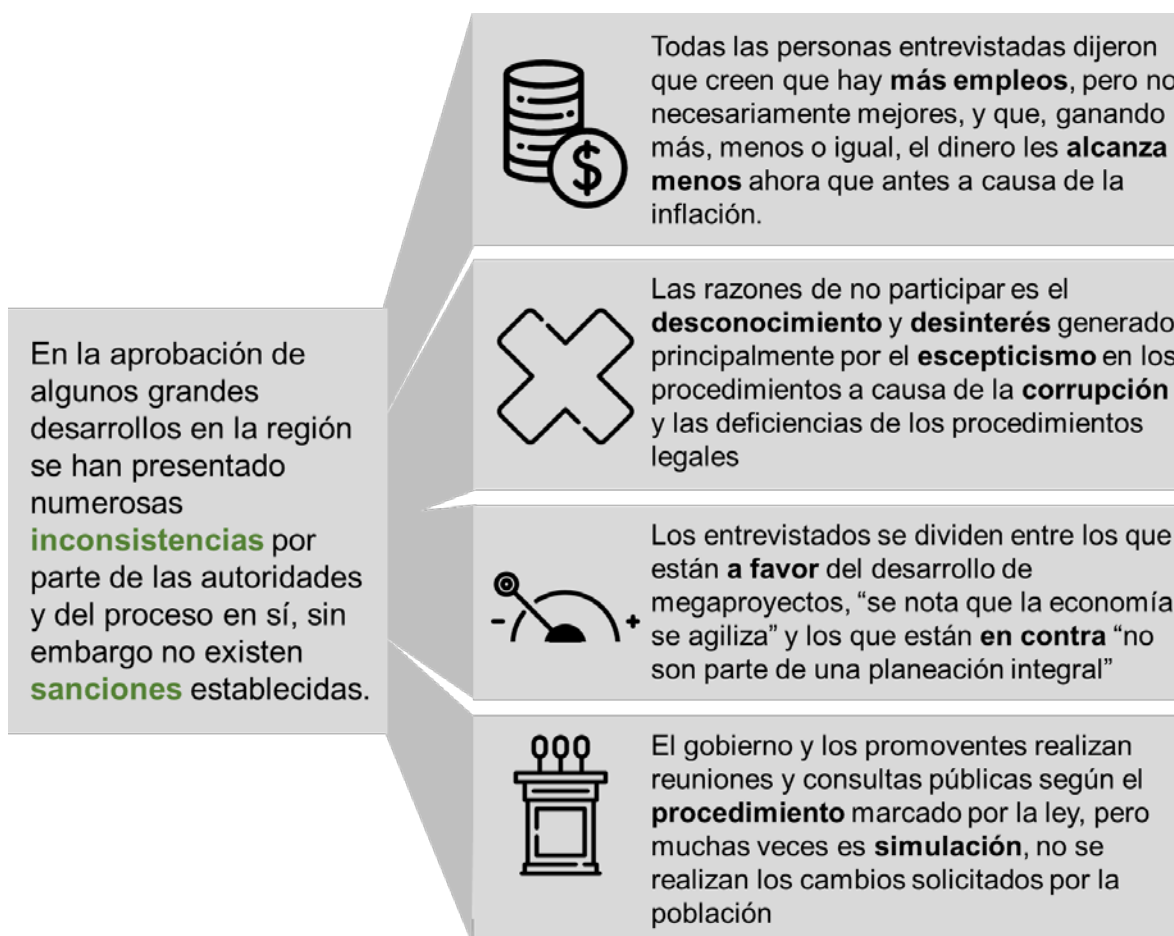 En la aprobación de
algunos grandes
desarrollos en la región
se han presentado
numerosas
inconsistencias por
parte de las autoridades
y del proceso en sí, sin
embargo no existen
sanciones establecidas.
Todas las personas entrevistadas dijeron
que creen que hay más empleos, pero no
necesariamente mejores, y que, ganando
más, menos o igual, el dinero les alcanza
menos ahora que antes a causa de la
inflación.
Las razones de no participar es el
desconocimiento y desinterés generado
principalmente por el escepticismo en los
procedimientos a causa de la corrupción
y las deficiencias de los procedimientos
legales
Los entrevistados se dividen entre los que
están a favor del desarrollo de
megaproyectos, “se nota que la economía
se agiliza” y los que están en contra “no
son parte de una planeación integral”
El gobierno y los promoventes realizan
reuniones y consultas públicas según el
procedimiento marcado por la ley, pero
muchas veces es simulación, no se
realizan los cambios solicitados por la
población